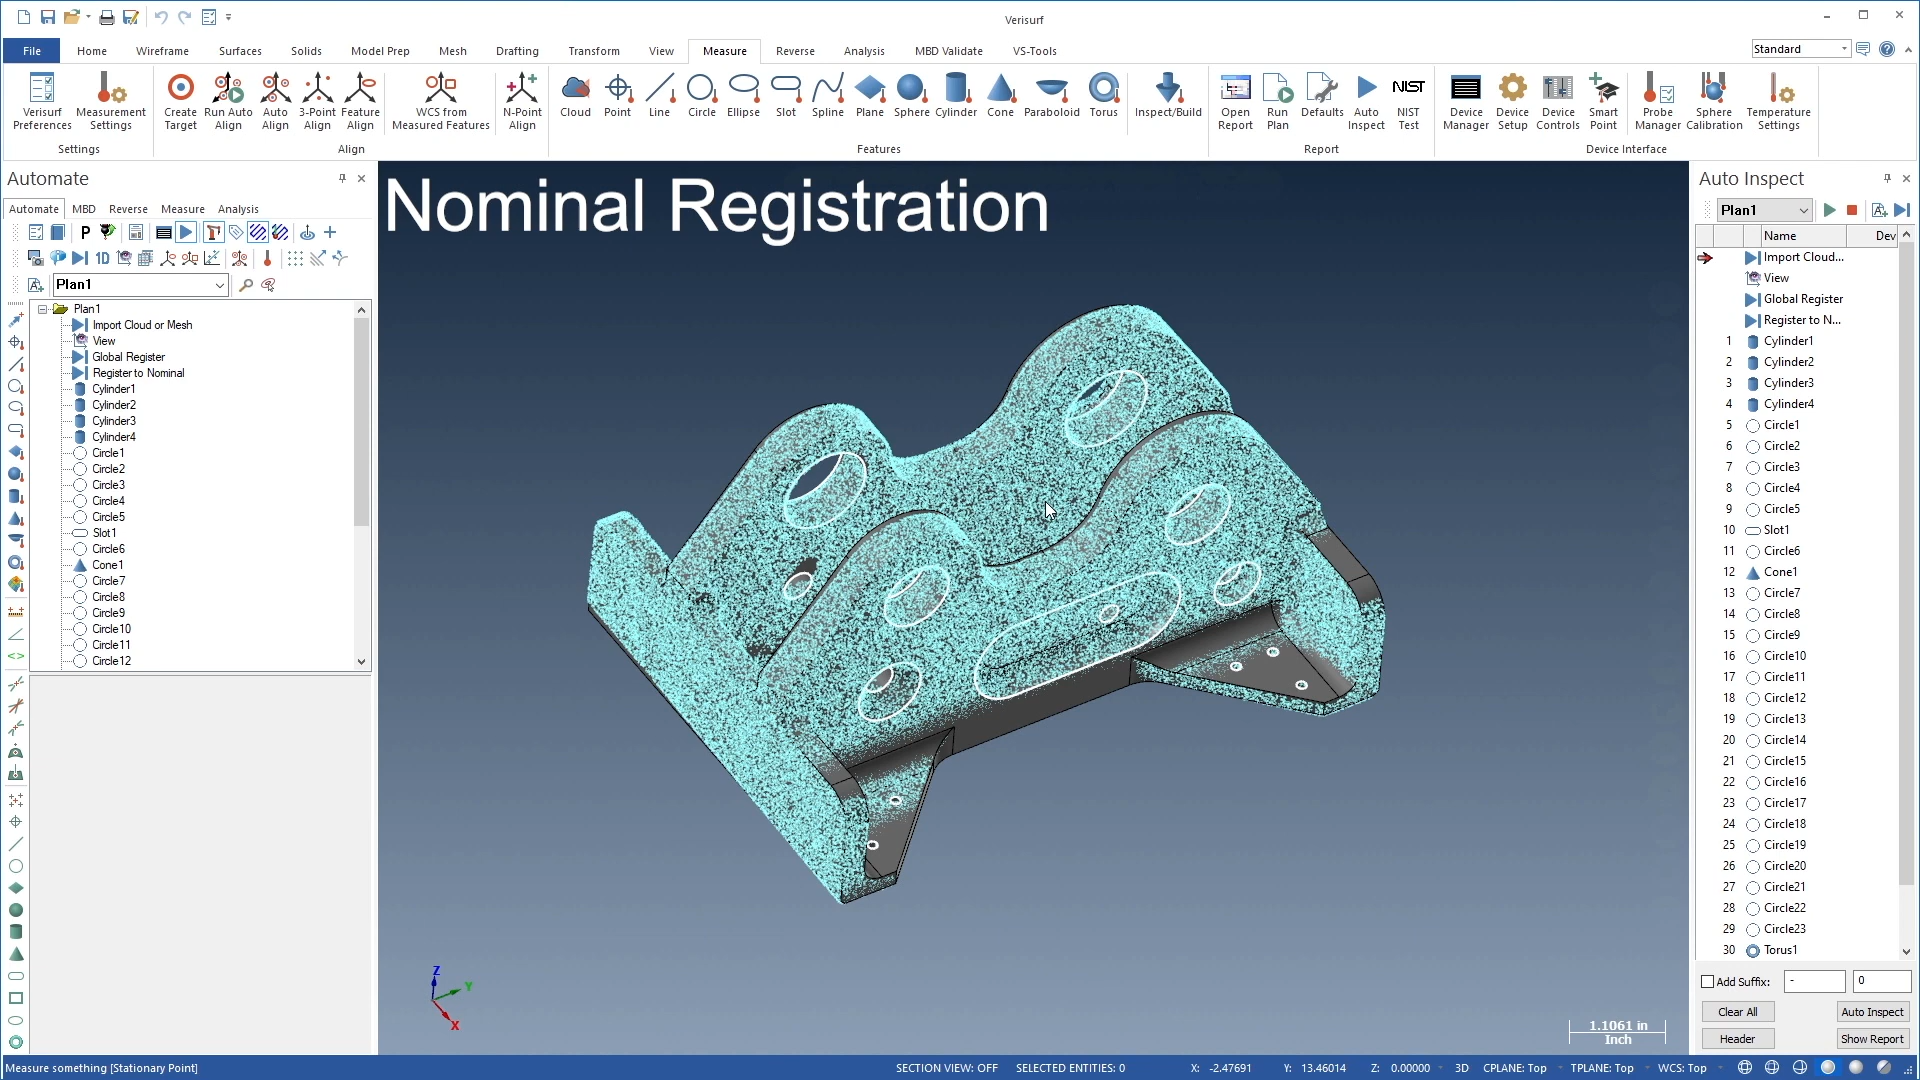 Verisurf
File Home Wireframe Surfaces Solids Model Prep Mesh Drafting Transform View Measure Reverse Analysis MBD Validate VS-Tools Standard
Verisurf Preferences
Measurement Settings
Settings
Create Target
Run Auto Align
Auto Align
3-Point Align
Feature Align
WCS from Measured Features
N-Point Align
Align
Cloud
Point
Line
Circle
Ellipse
Slot
Spline
Plane
Sphere
Cylinder
Cone
Paraboloid
Torus
Inspect/Build
Features
Open Report
Run Plan
Defaults
Auto Inspect
NIST
NIST Test
Report
Device Manager
Device Setup
Device Controls
Smart Point
Probe Manager
Sphere Calibration
Temperature Settings
Device Interface
Automate
Automate MBD Reverse Measure Analysis
P
1D
Plan1
Plan1
Import Cloud or Mesh
View
Global Register
Register to Nominal
Cylinder1
Cylinder2
Cylinder3
Cylinder4
Circle1
Circle2
Circle3
Circle4
Circle5
Slot1
Circle6
Cone1
Circle7
Circle8
Circle9
Circle10
Circle11
Circle12
Nominal Registration
Z
Y
X
1.1061 in
Inch
Auto Inspect
Plan1
Name Dev
Import Cloud...
View
Global Register
Register to N...
1 Cylinder1
2 Cylinder2
3 Cylinder3
4 Cylinder4
5 Circle1
6 Circle2
7 Circle3
8 Circle4
9 Circle5
10 Slot1
11 Circle6
12 Cone1
13 Circle7
14 Circle8
15 Circle9
16 Circle10
17 Circle11
18 Circle12
19 Circle13
20 Circle14
21 Circle15
22 Circle16
23 Circle17
24 Circle18
25 Circle19
26 Circle20
27 Circle21
28 Circle22
29 Circle23
30 Torus1
Add Suffix: - 0
Clear All Auto Inspect
Header Show Report
Measure something [Stationary Point] SECTION VIEW: OFF SELECTED ENTITIES: 0 X: -2.47691 Y: 13.46014 Z: 0.00000 3D CPLANE: Top TPLANE: Top WCS: Top